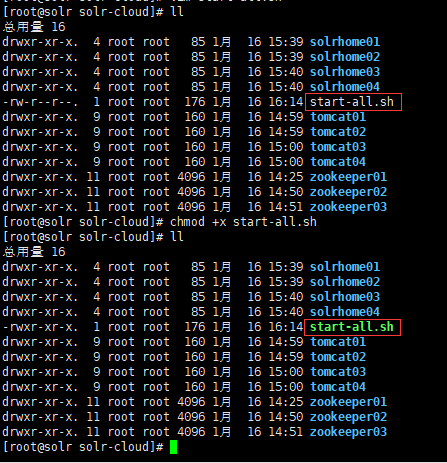 [root@solr solr-cloud]# ll
总用量 16
drwxr-xr-x. 4 root root 85 1月 16 15:39 solrhome01
drwxr-xr-x. 4 root root 85 1月 16 15:39 solrhome02
drwxr-xr-x. 4 root root 85 1月 16 15:40 solrhome03
drwxr-xr-x. 4 root root 85 1月 16 15:40 solrhome04
-rw-r--r--. 1 root root 176 1月 16 16:14 start-all.sh
drwxr-xr-x. 9 root root 160 1月 16 14:59 tomcat01
drwxr-xr-x. 9 root root 160 1月 16 14:59 tomcat02
drwxr-xr-x. 9 root root 160 1月 16 15:00 tomcat03
drwxr-xr-x. 9 root root 160 1月 16 15:00 tomcat04
drwxr-xr-x. 11 root root 4096 1月 16 14:25 zookeeper01
drwxr-xr-x. 11 root root 4096 1月 16 14:50 zookeeper02
drwxr-xr-x. 11 root root 4096 1月 16 14:51 zookeeper03
[root@solr solr-cloud]# chmod +x start-all.sh
[root@solr solr-cloud]# ll
总用量 16
drwxr-xr-x. 4 root root 85 1月 16 15:39 solrhome01
drwxr-xr-x. 4 root root 85 1月 16 15:39 solrhome02
drwxr-xr-x. 4 root root 85 1月 16 15:40 solrhome03
drwxr-xr-x. 4 root root 85 1月 16 15:40 solrhome04
-rwxr-xr-x. 1 root root 176 1月 16 16:14 start-all.sh
drwxr-xr-x. 9 root root 160 1月 16 14:59 tomcat01
drwxr-xr-x. 9 root root 160 1月 16 14:59 tomcat02
drwxr-xr-x. 9 root root 160 1月 16 15:00 tomcat03
drwxr-xr-x. 9 root root 160 1月 16 15:00 tomcat04
drwxr-xr-x. 11 root root 4096 1月 16 14:25 zookeeper01
drwxr-xr-x. 11 root root 4096 1月 16 14:50 zookeeper02
drwxr-xr-x. 11 root root 4096 1月 16 14:51 zookeeper03
[root@solr solr-cloud]#